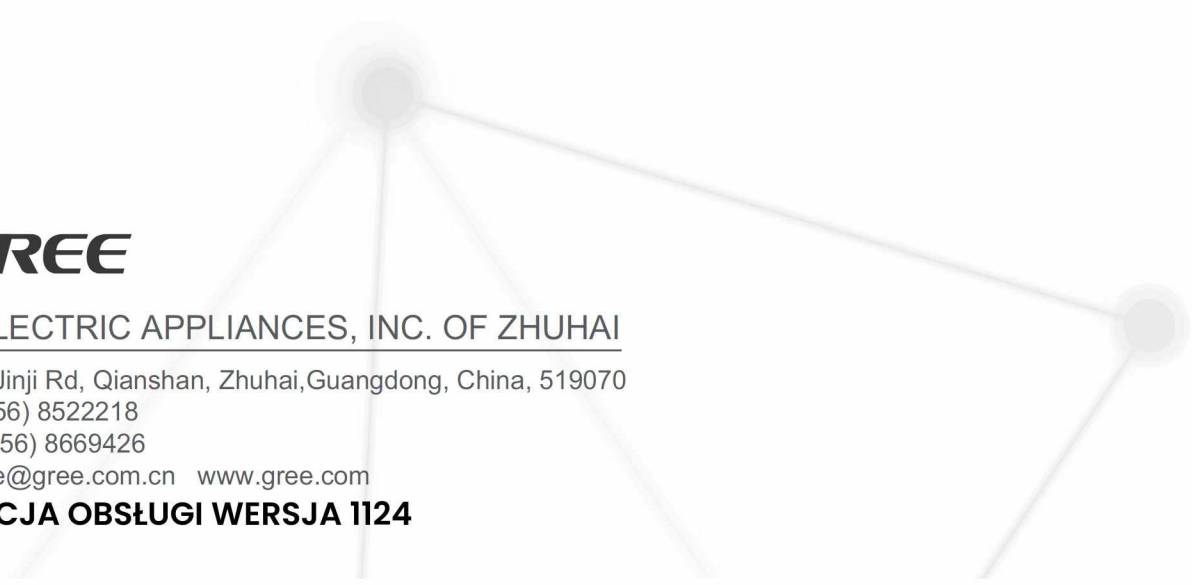 REE
LECTRIC APPLIANCES, INC. OF ZHUHAI
Jinji Rd, Qianshan, Zhuhai,Guangdong, China, 519070
56) 8522218
56) 8669426
e@gree.com.cn www.gree.com
CJA OBSŁUGI WERSJA 1124